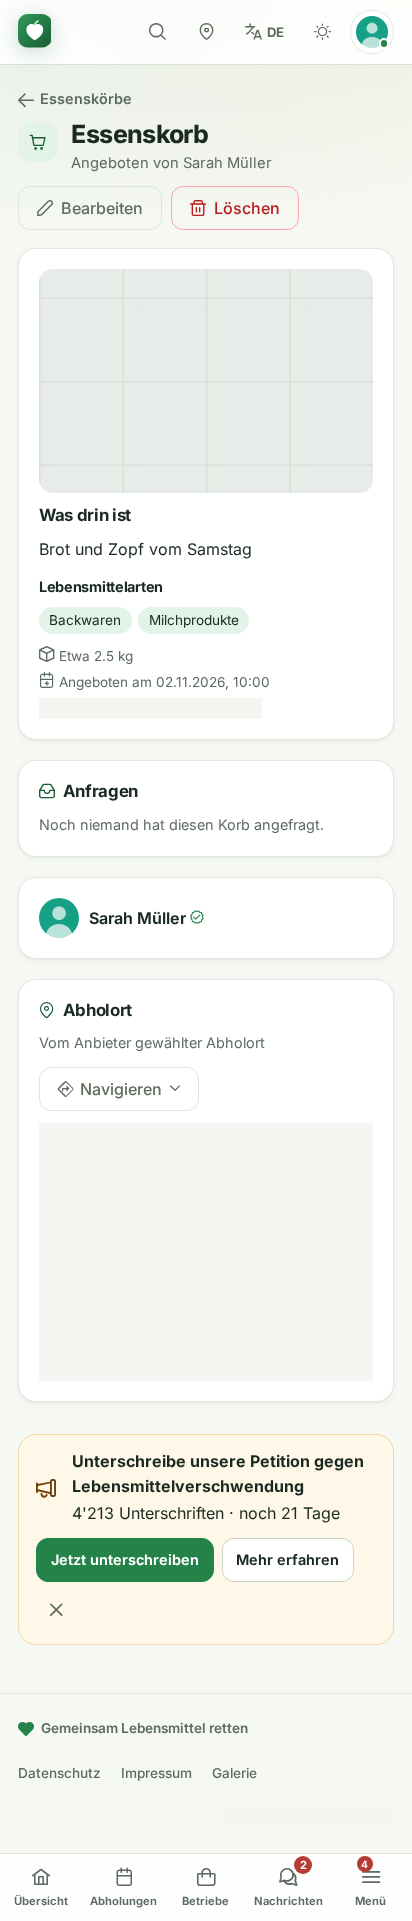 DE
Essenskörbe
Essenskorb
Angeboten von Sarah Müller
Bearbeiten
Löschen
Was drin ist
Brot und Zopf vom Samstag
Lebensmittelarten
Backwaren Milchprodukte
Etwa 2.5 kg
Angeboten am 02.11.2026, 10:00
Anfragen
Noch niemand hat diesen Korb angefragt.
Sarah Müller
Abholort
Vom Anbieter gewählter Abholort
Navigieren
Unterschreibe unsere Petition gegen
Lebensmittelverschwendung
4'213 Unterschriften · noch 21 Tage
Jetzt unterschreiben Mehr erfahren
Gemeinsam Lebensmittel retten
Datenschutz Impressum Galerie
2 4
Übersicht Abholungen Betriebe Nachrichten Menü